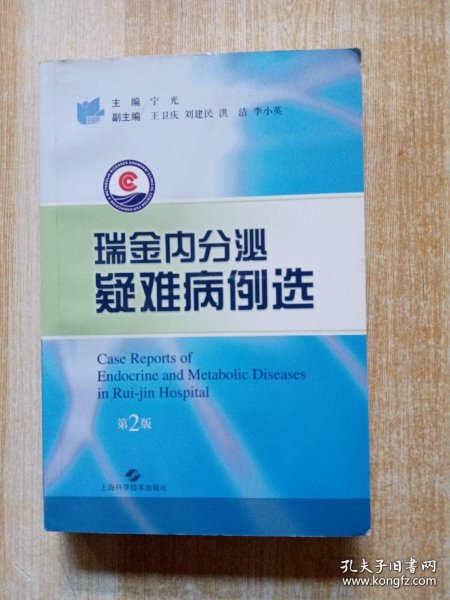 主 编 宁 光
副主编 王卫庆 刘建民 洪 洁 李小英
瑞金内分泌
疑难病例选
Case Reports of
Endocrine and Metabolic Diseases
in Rui-jin Hospital
第2版
上海科学技术出版社
孔夫子旧书网
www.kongfz.com